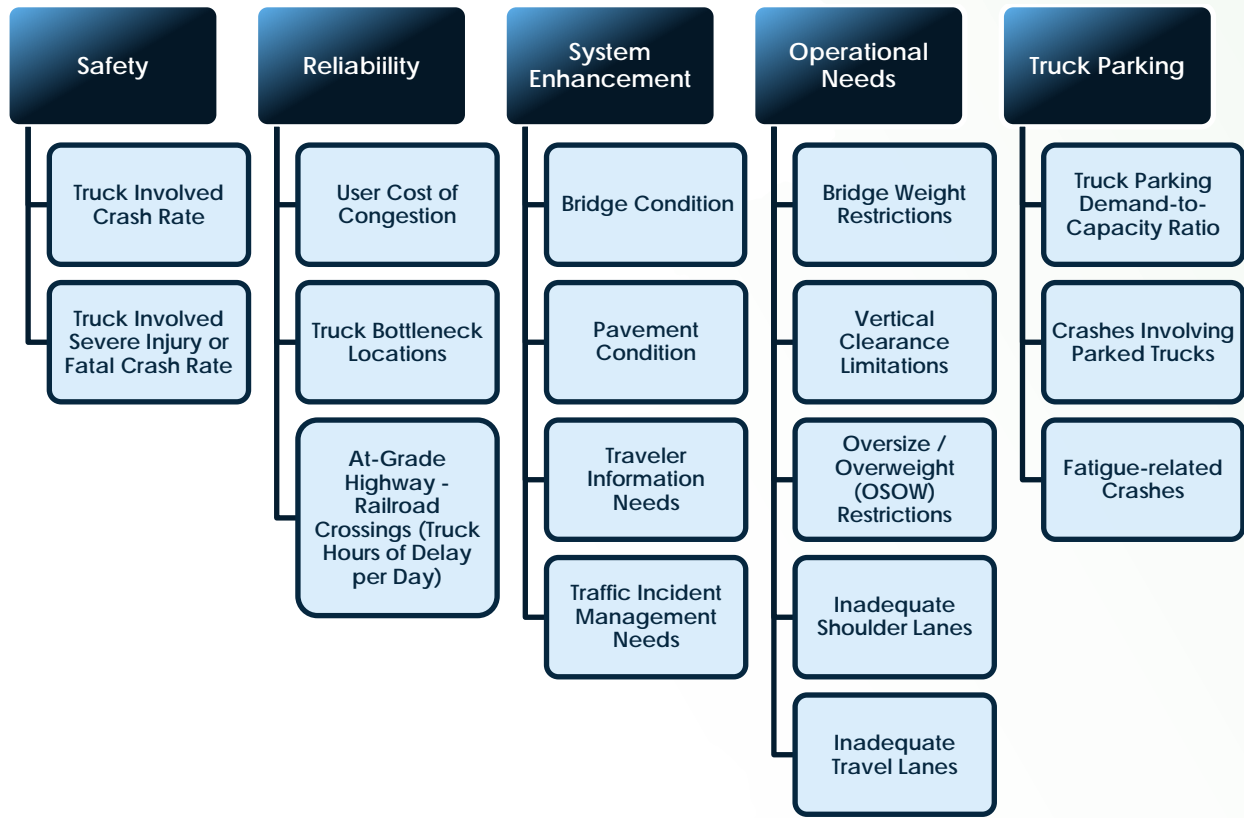 Safety
Truck Involved
Crash Rate
Truck Involved
Severe Injury or
Fatal Crash Rate
Reliabiility
User Cost of
Congestion
Truck Bottleneck
Locations
At-Grade
Highway -
Railroad
Crossings (Truck
Hours of Delay
per Day)
System
Enhancement
Bridge Condition
Pavement
Condition
Traveler
Information
Needs
Traffic Incident
Management
Needs
Operational
Needs
Bridge Weight
Restrictions
Vertical
Clearance
Limitations
Oversize /
Overweight
(OSOW)
Restrictions
Inadequate
Shoulder Lanes
Inadequate
Travel Lanes
Truck Parking
Truck Parking
Demand-to-
Capacity Ratio
Crashes Involving
Parked Trucks
Fatigue-related
Crashes